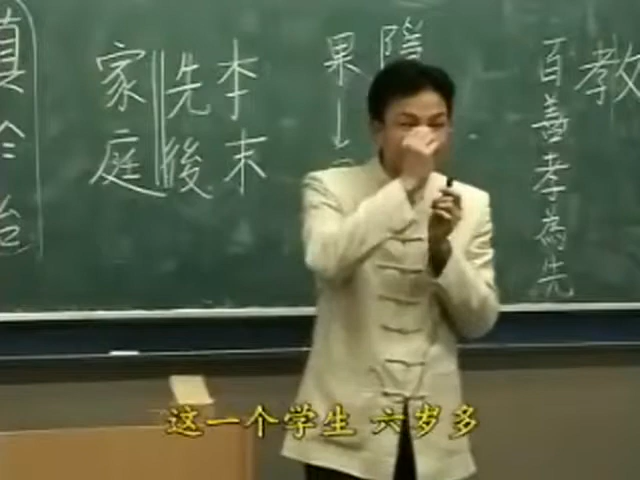 教
百善孝為先
果
本末
先後
家庭
这一个学生 六岁多